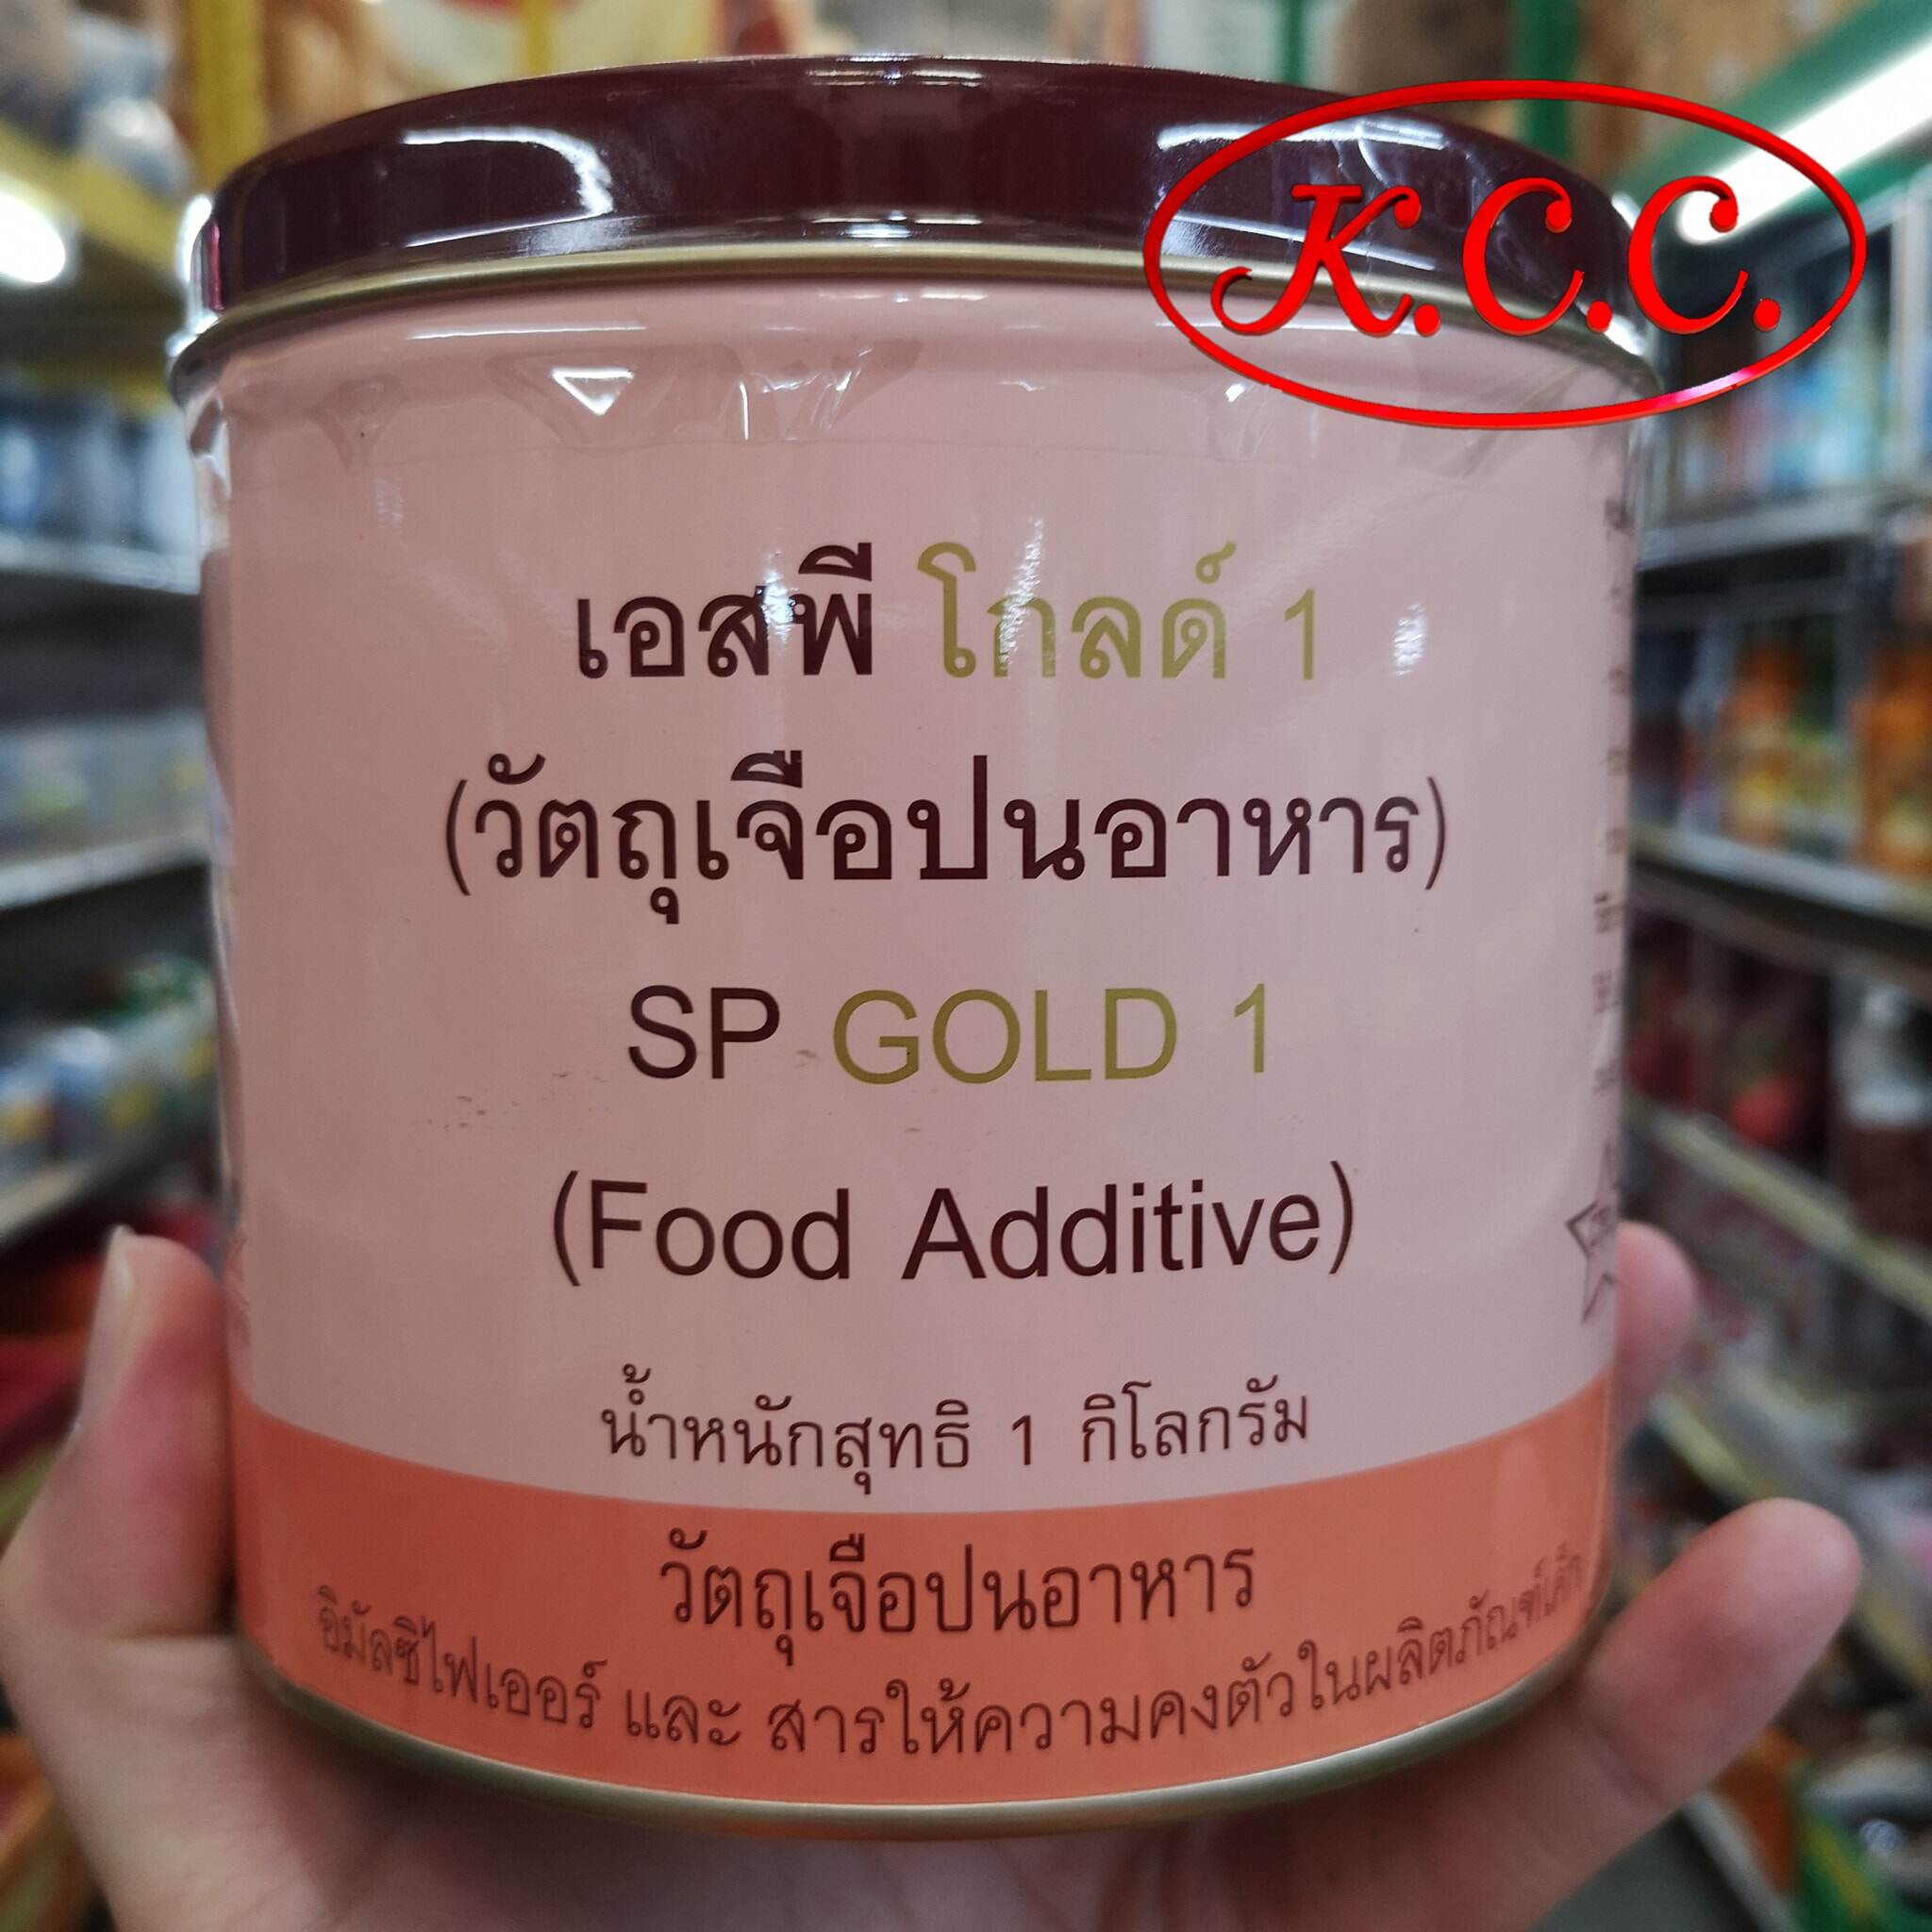 K.C.C.
เอสพี โกลด์ 1
(วัตถุเจือปนอาหาร)
SP GOLD 1
(Food Additive)
น้ำหนักสุทธิ 1 กิโลกรัม
วัตถุเจือปนอาหาร
อิมัลซิไฟเออร์ และ สารให้ความคงตัวในผลิตภัณฑ์เค้ก